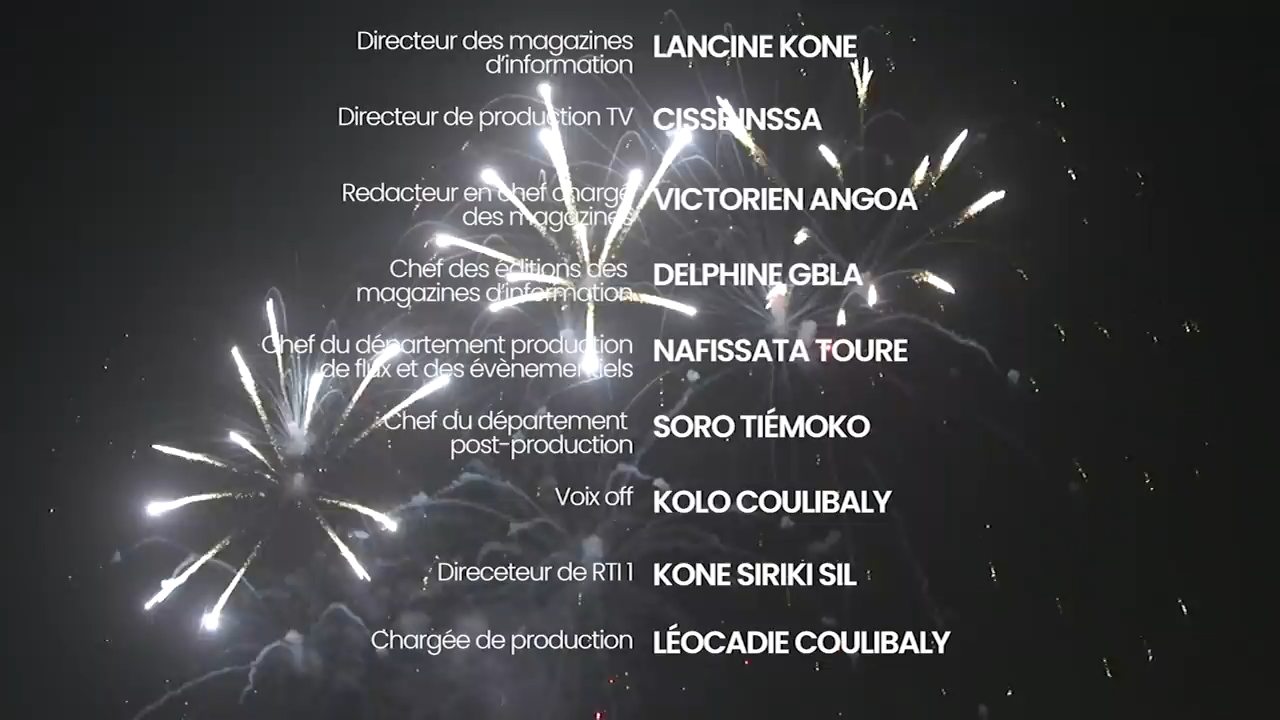 Directeur des magazines
d'information
LANCINE KONE
Directeur de production TV
CISSE INSSA
Redacteur en chef chargé
des magazines
VICTORIEN ANGOA
Chef des éditions des
magazines d'information
DELPHINE GBLA
Chef du département production
de flux et des évènementiels
NAFISSATA TOURE
Chef du département
post-production
SORO TIÉMOKO
Voix off
KOLO COULIBALY
Direceteur de RTI 1
KONE SIRIKI SIL
Chargée de production
LÉOCADIE COULIBALY